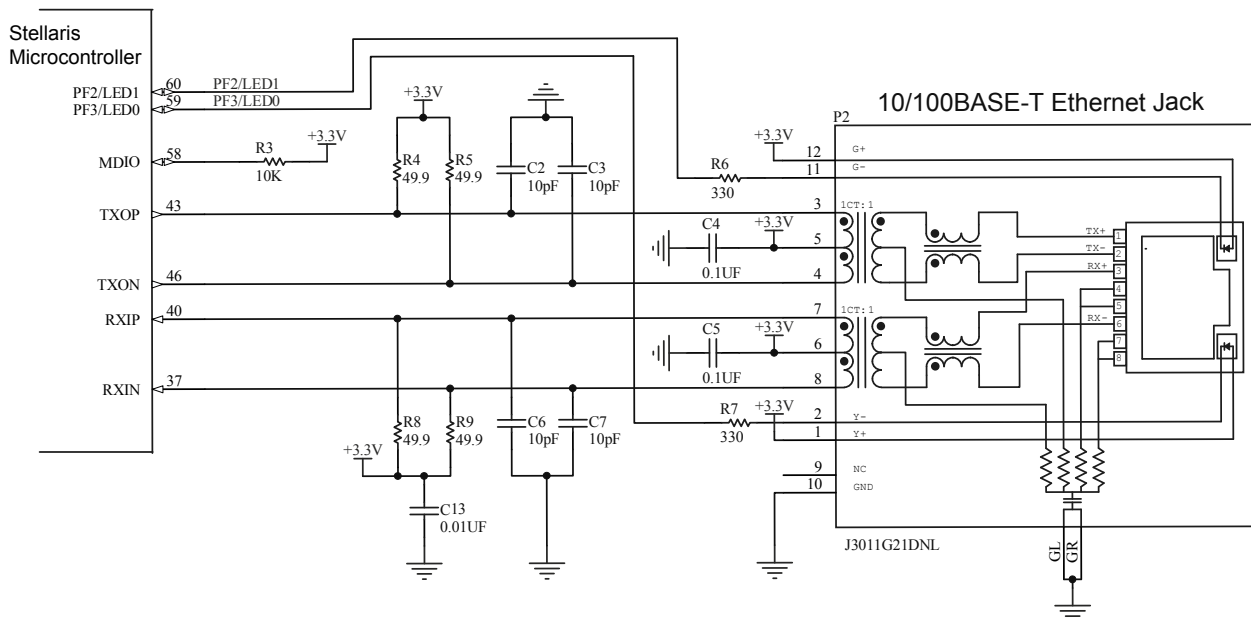 Stellaris
Microcontroller
PF2/LED1
60
PF2/LED1
PF3/LED0
59
PF3/LED0
MDIO
58
R3
10K
+3.3V
TXOP
43
TXON
46
RXIP
40
RXIN
37
+3.3V
R4
49.9
R5
49.9
C2
10pF
C3
10pF
R8
49.9
R9
49.9
+3.3V
C13
0.01UF
C6
10pF
C7
10pF
10/100BASE-T Ethernet Jack
P2
+3.3V
12
G+
R6
330
11
G-
3
1CT:1
C4
0.1UF
+3.3V
5
4
7
1CT:1
C5
0.1UF
+3.3V
6
8
R7
330
+3.3V
2
Y-
1
Y+
9
NC
10
GND
TX+
1
TX-
2
RX+
3
4
5
RX-
6
7
8
J3011G21DNL
GL
GR